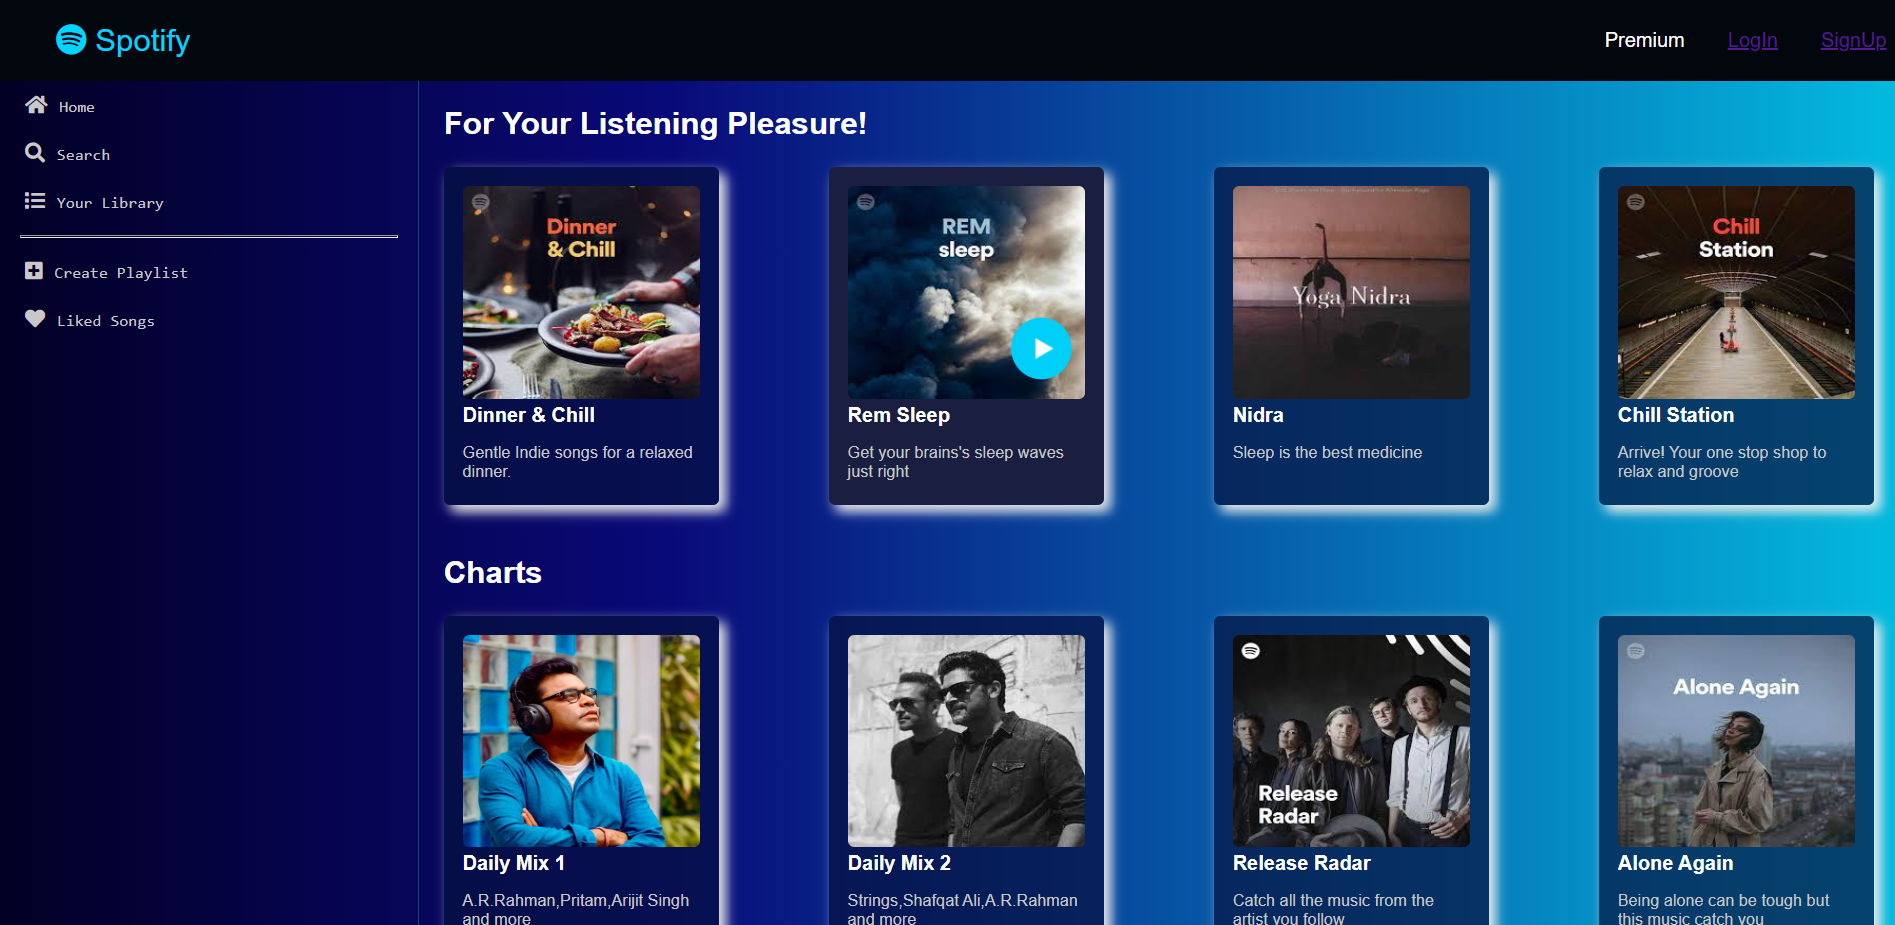 Spotify
Premium
LogIn
SignUp
Home
Search
Your Library
Create Playlist
Liked Songs
For Your Listening Pleasure!
Dinner
& Chill
Dinner & Chill
Gentle Indie songs for a relaxed
dinner.
REM
sleep
Rem Sleep
Get your brains's sleep waves
just right
Yoga Nidra
Nidra
Sleep is the best medicine
Chill
Station
Chill Station
Arrive! Your one stop shop to
relax and groove
Charts
Daily Mix 1
A.R.Rahman,Pritam,Arijit Singh
and more
Daily Mix 2
Strings,Shafqat Ali,A.R.Rahman
and more
Release
Radar
Release Radar
Catch all the music from the
artist you follow
Alone Again
Alone Again
Being alone can be tough but
this music catch you